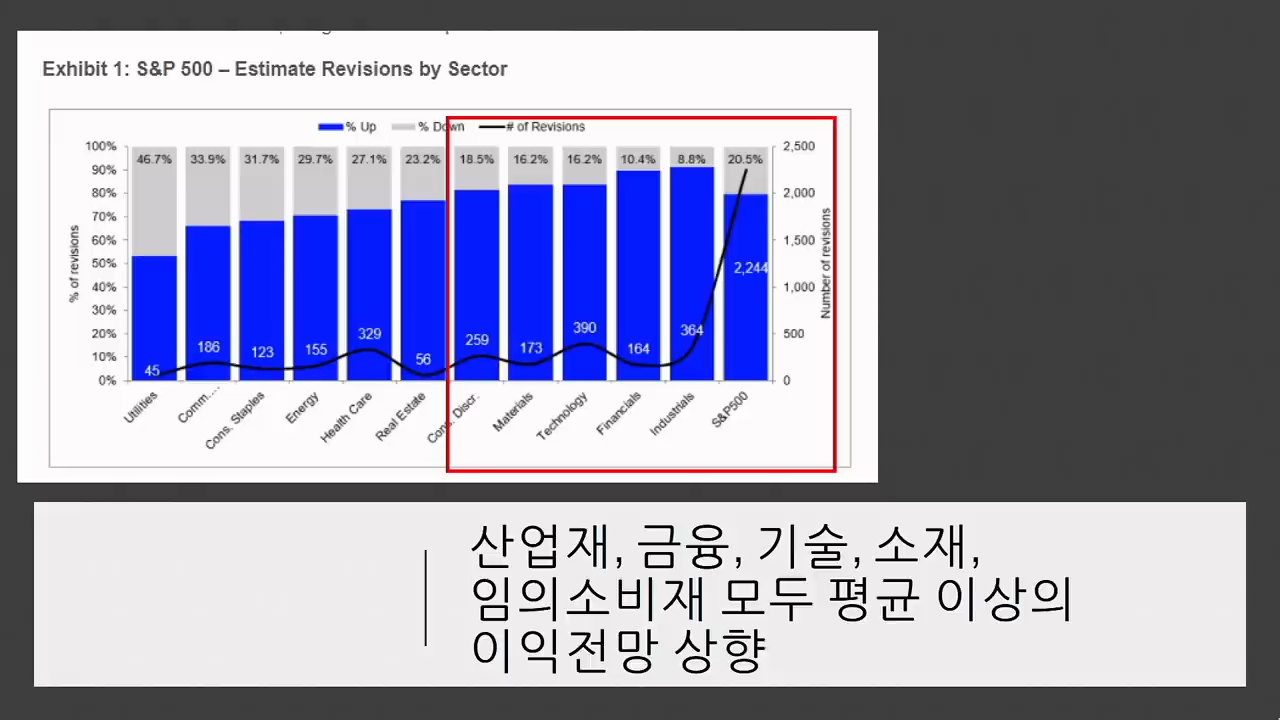 Exhibit 1: S&P 500 – Estimate Revisions by Sector
% Up % Down # of Revisions
100% 46.7% 33.9% 31.7% 29.7% 27.1% 23.2% 18.5% 16.2% 16.2% 10.4% 8.8% 20.5% 2,500
90%
80% 2,000
70%
60% 1,500
50% 2,244
40% 1,000
30%
20% 500
10%
0% 0
45 186 123 155 329 56 259 173 390 164 364
% of revisions
Number of revisions
Utilities Comm.... Cons. Staples Energy Health Care Real Estate Cons. Discr. Materials Technology Financials Industrials S&P500
산업재, 금융, 기술, 소재,
임의소비재 모두 평균 이상의
이익전망 상향